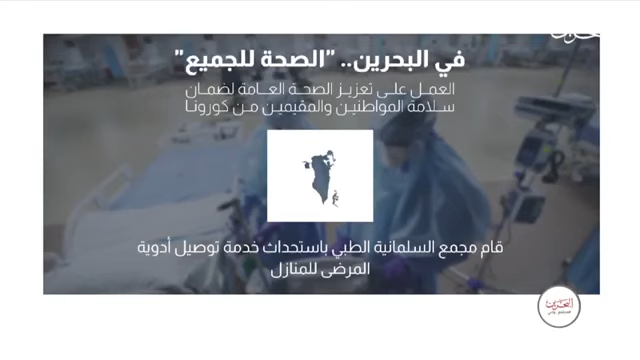 في البحرين.. "الصحة للجميع"
العمل على تعزيز الصحة العامة لضمان
سلامة المواطنين والمقيمين من كورونا
قام مجمع السلمانية الطبي باستحداث خدمة توصيل أدوية
المرضى للمنازل
البحرين